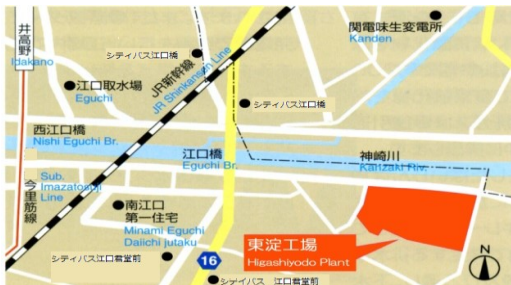 井高野
Idakano
シティバス江口橋
関電味生変電所
Kanden
江口取水場
Eguchi
JR新幹線
JR Shinkansen Line
シティバス江口橋
西江口橋
Nishi Eguchi Br.
江口橋
Eguchi Br.
神崎川
Kanzaki Riv.
Sub.
Imazatosuji
Line
今里筋線
南江口
第一住宅
Minami Eguchi
Daiichi jutaku
東淀工場
Higashiyodo Plant
シティバス江口君堂前
16
シティバス 江口君堂前
N